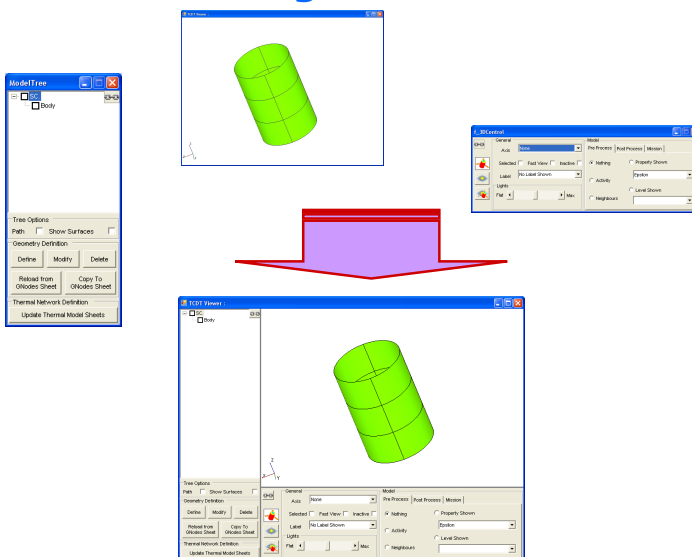 TCDT Viewer :
ModelTree
SC
Body
Tree Options
Path Show Surfaces
Geometry Definition
Define Modify Delete
Reload from GNodes Sheet
Copy To GNodes Sheet
Thermal Network Definition
Update Thermal Model Sheets
f_3DControl
General
Axis None
Selected Fast View Inactive
Label No Label Shown
Lights
Flat Max
Model
Pre Process Post Process Mission
Nothing Property Shown
Activity Epsilon
Level Shown
Neighbours
TCDT Viewer :
SC
Body
Z
X Y
Tree Options
Path Show Surfaces
Geometry Definition
Define Modify Delete
Reload from GNodes Sheet
Copy To GNodes Sheet
Thermal Network Definition
Update Thermal Model Sheets
General
Axis None
Selected Fast View Inactive
Label No Label Shown
Lights
Flat Max
Model
Pre Process Post Process Mission
Nothing Property Shown
Activity Epsilon
Level Shown
Neighbours